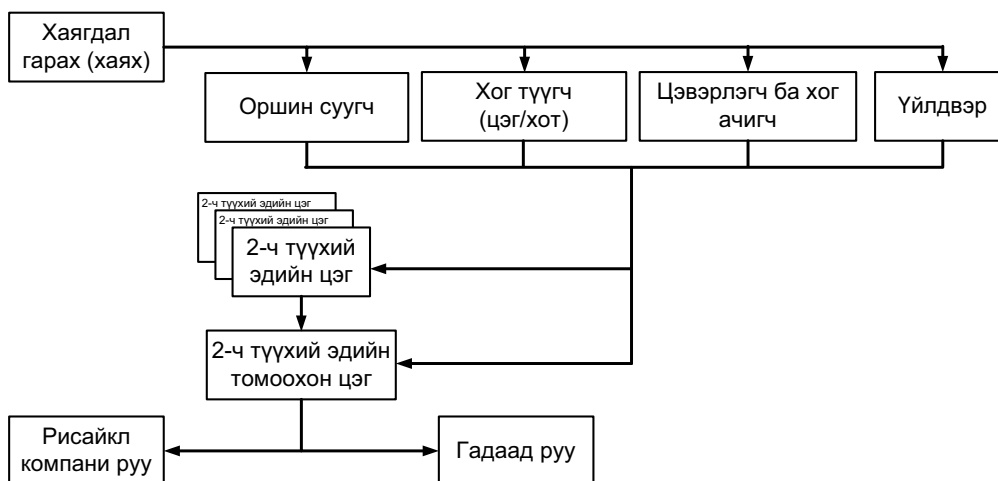 Хаягдал
гарах (хаях)
Оршин суугч
Хог түүгч
(цэг/хот)
Цэвэрлэгч ба хог
ачигч
Үйлдвэр
2-ч түүхий эдийн цэг
2-ч түүхий эдийн цэг
2-ч түүхий
эдийн цэг
2-ч түүхий эдийн
томоохон цэг
Рисайкл
компани руу
Гадаад руу